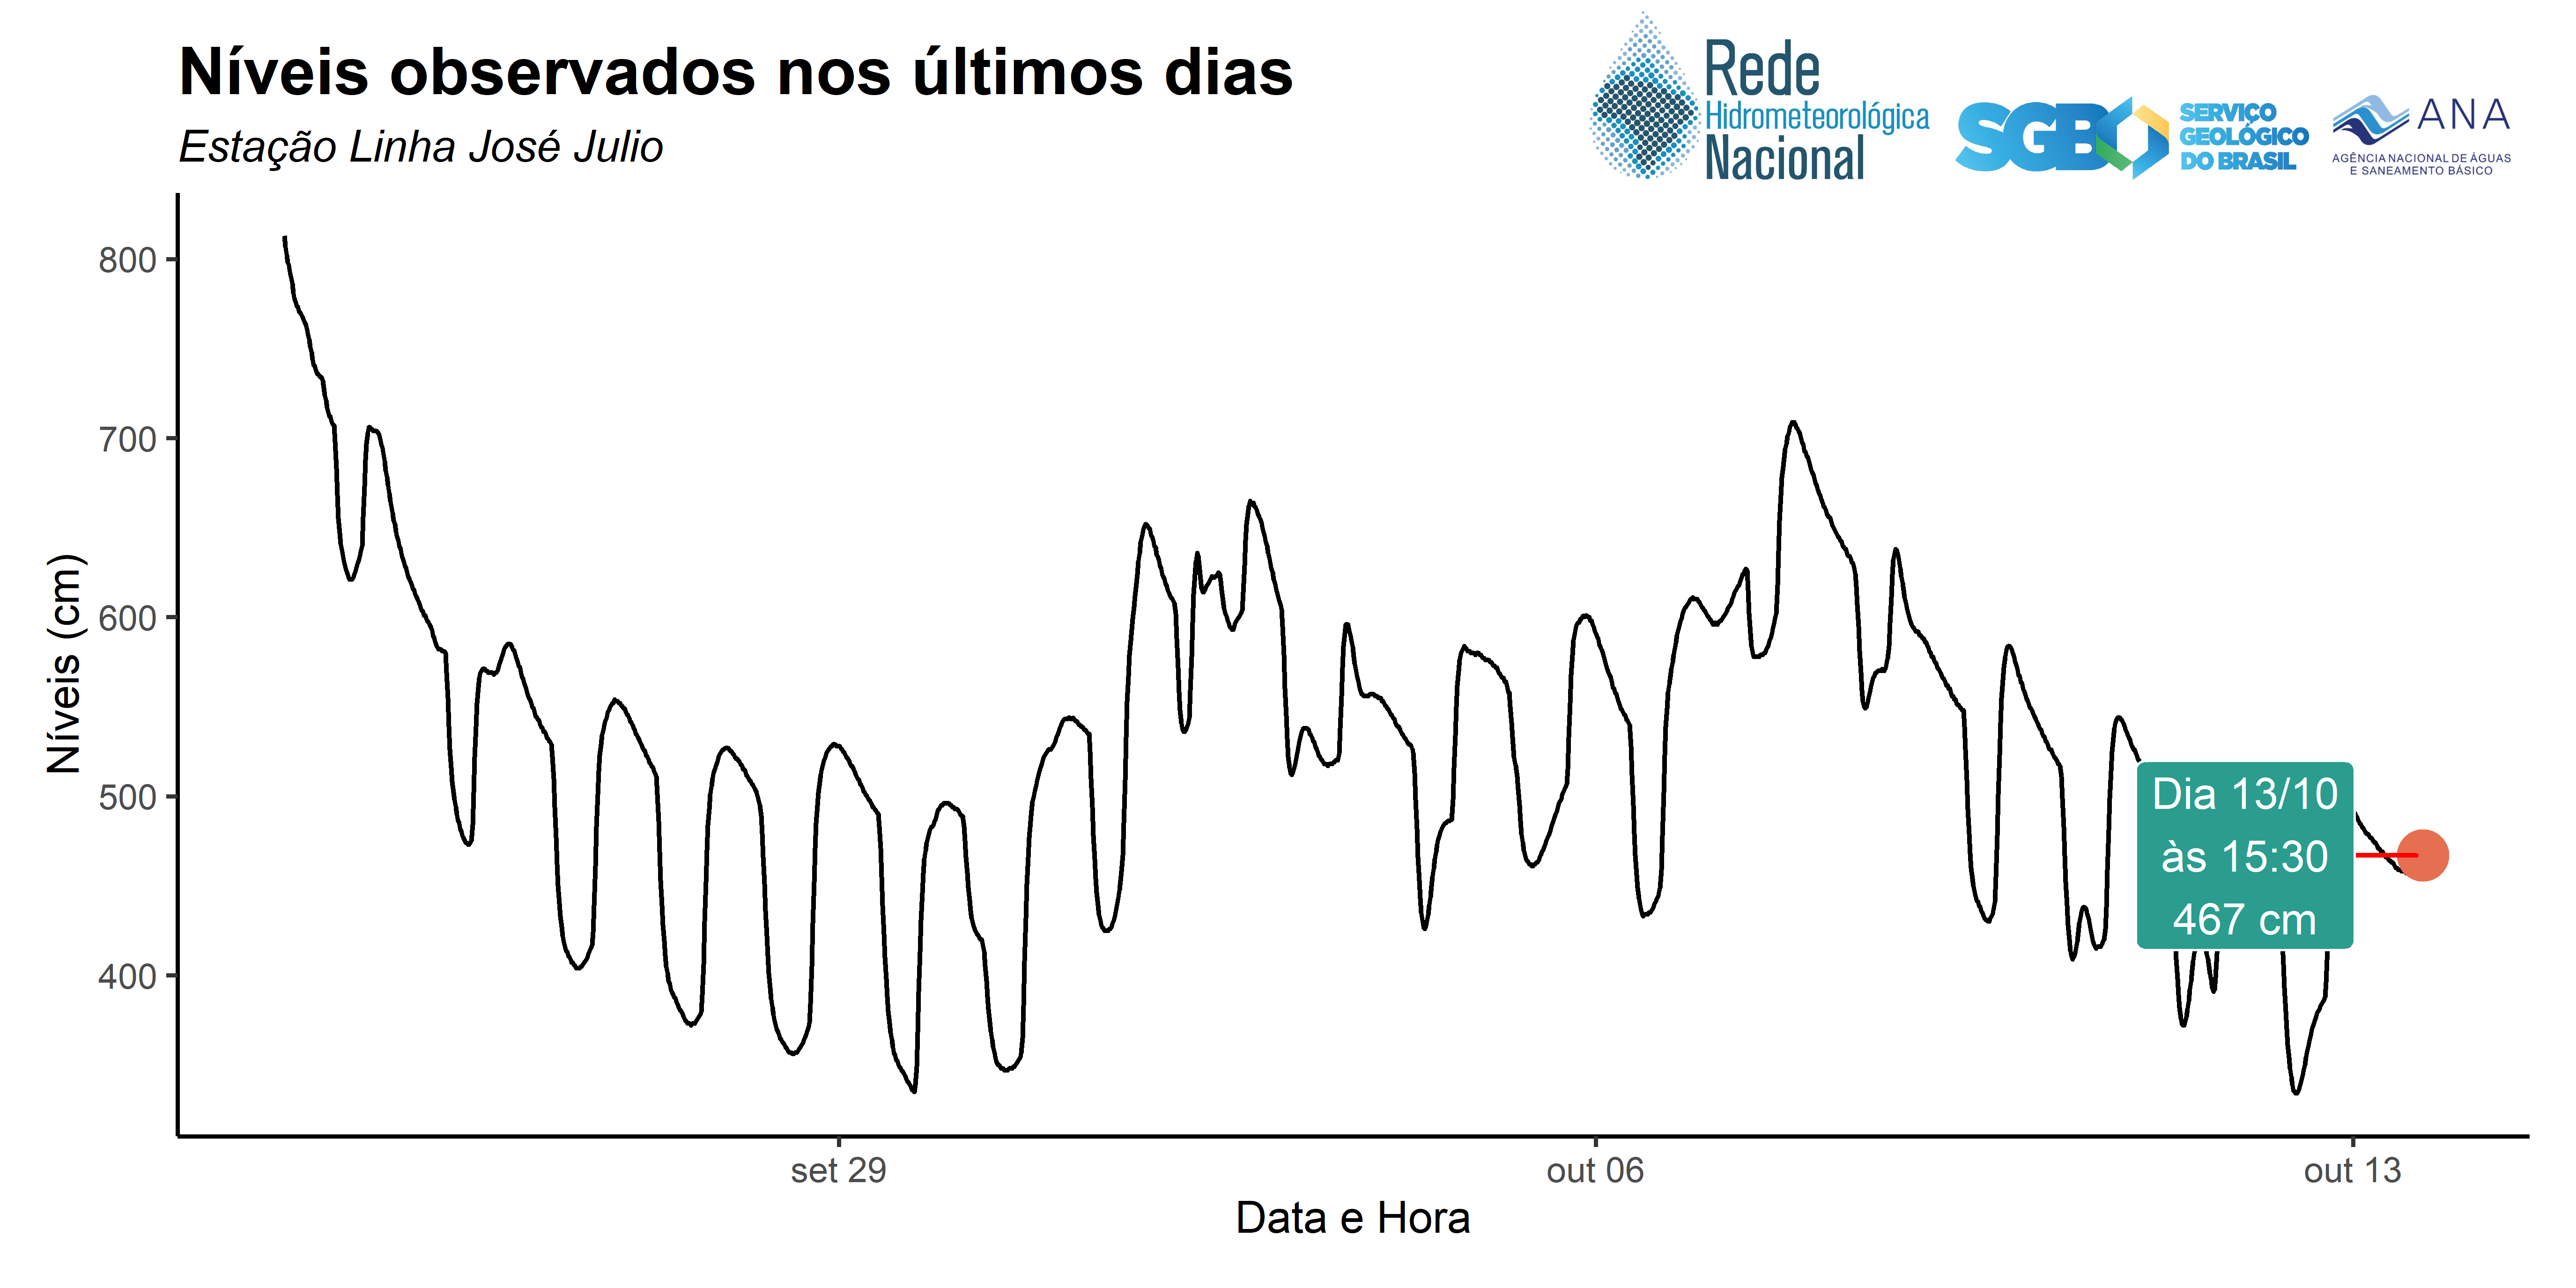 Níveis observados nos últimos dias
Estação Linha José Julio
Rede
Hidrometeorológica
Nacional
SGB
SERVIÇO
GEOLÓGICO
DO BRASIL
ANA
AGÊNCIA NACIONAL DE ÁGUAS
E SANEAMENTO BÁSICO
Níveis (cm)
800
700
600
500
400
Dia 13/10
às 15:30
467 cm
set 29
out 06
out 13
Data e Hora